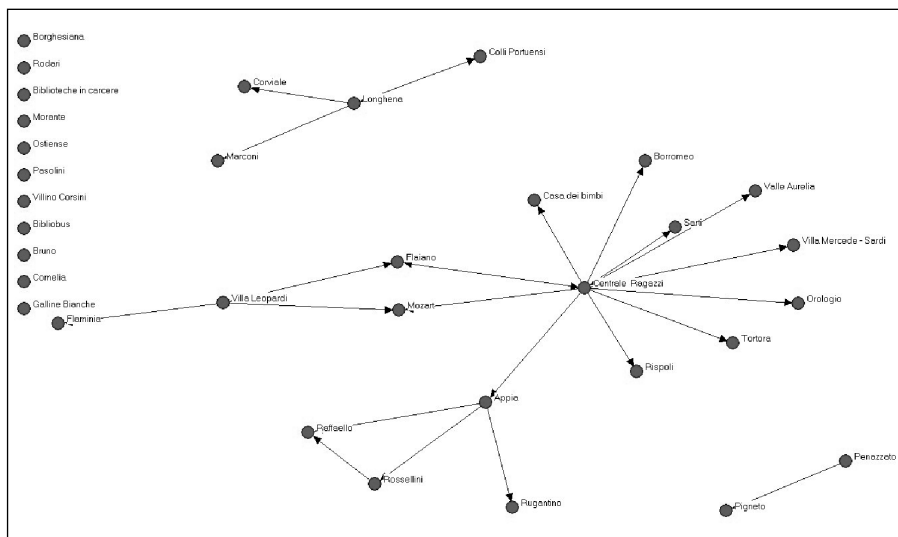 Borghesiana
Rodari
Biblioteche in carcere
Morante
Ostiense
Pasolini
Villino Corsini
Bibliobus
Bruno
Cornelia
Galline Bianche
Flaminia
Colli Portuensi
Corviale
Longhena
Marconi
Borromeo
Casa dei bimbi
Valle Aurelia
Sarti
Villa Mercede - Sardi
Flaiano
Centrale Ragazzi
Villa Leopardi
Mozart
Orologio
Tortora
Rispoli
Appia
Raffaello
Rossellini
Rugantino
Penazzato
Pigneto